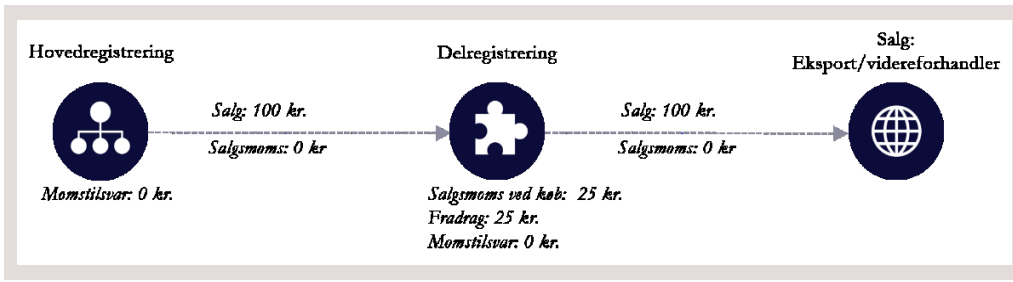 Hovedregistrering
Delregistrering
Salg:
Eksport/videreforhandler
Salg: 100 kr.
Salgsmoms: 0 kr
Salg: 100 kr.
Salgsmoms: 0 kr
Momstilsvar: 0 kr.
Salgsmoms ved køb: 25 kr.
Fradrag: 25 kr.
Momstilsvar: 0 kr.